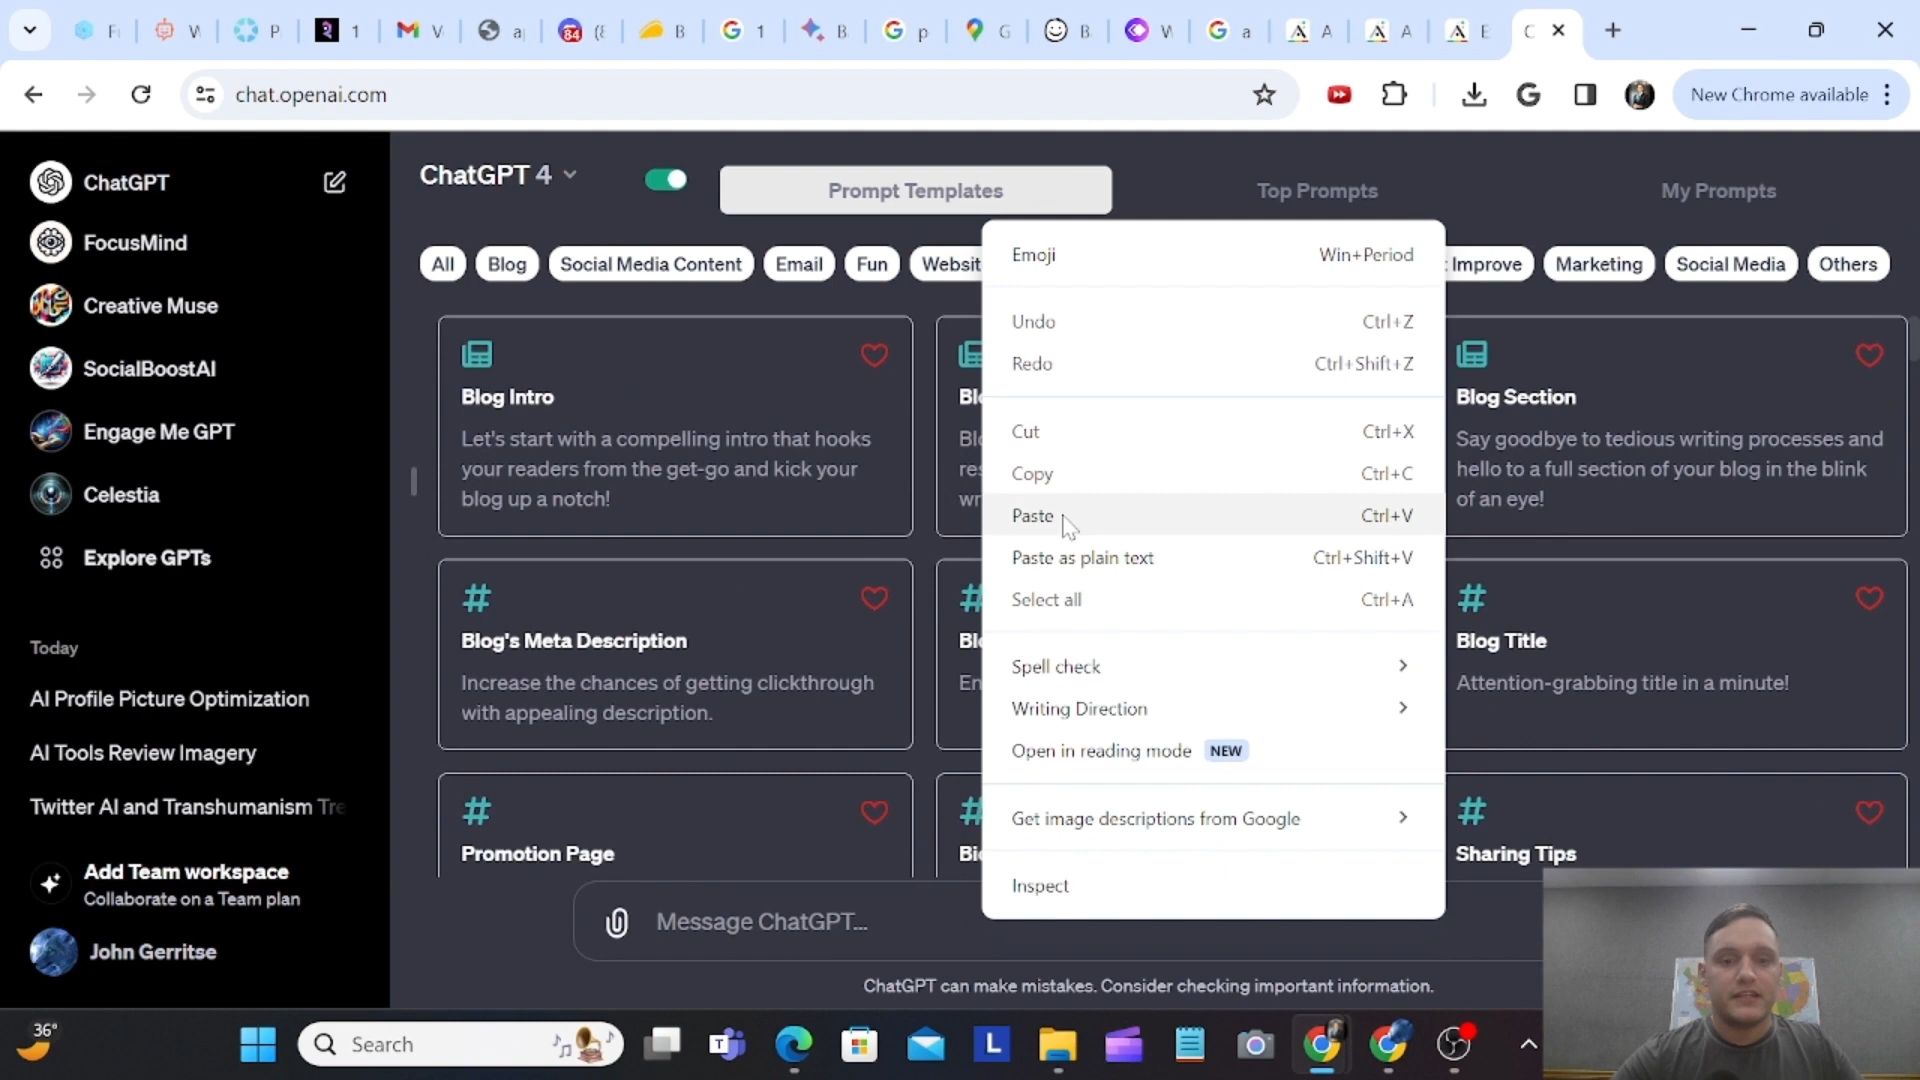 1
G
B
chat.openai.com
New Chrome available
ChatGPT
FocusMind
Creative Muse
SocialBoostAI
Engage Me GPT
Celestia
Explore GPTs
Today
AI Profile Picture Optimization
AI Tools Review Imagery
Twitter AI and Transhumanism Tre
Add Team workspace
Collaborate on a Team plan
John Gerritse
ChatGPT 4
Prompt Templates
Top Prompts
My Prompts
All
Blog
Social Media Content
Email
Fun
Websit
Improve
Marketing
Social Media
Others
Blog Intro
Let's start with a compelling intro that hooks
your readers from the get-go and kick your
blog up a notch!
Blog Section
Say goodbye to tedious writing processes and
hello to a full section of your blog in the blink
of an eye!
Blog's Meta Description
Increase the chances of getting clickthrough
with appealing description.
Blog Title
Attention-grabbing title in a minute!
Promotion Page
Sharing Tips
Emoji Win+Period
Undo Ctrl+Z
Redo Ctrl+Shift+Z
Cut Ctrl+X
Copy Ctrl+C
Paste Ctrl+V
Paste as plain text Ctrl+Shift+V
Select all Ctrl+A
Spell check
Writing Direction
Open in reading mode NEW
Get image descriptions from Google
Inspect
Message ChatGPT...
ChatGPT can make mistakes. Consider checking important information.
36°
Search